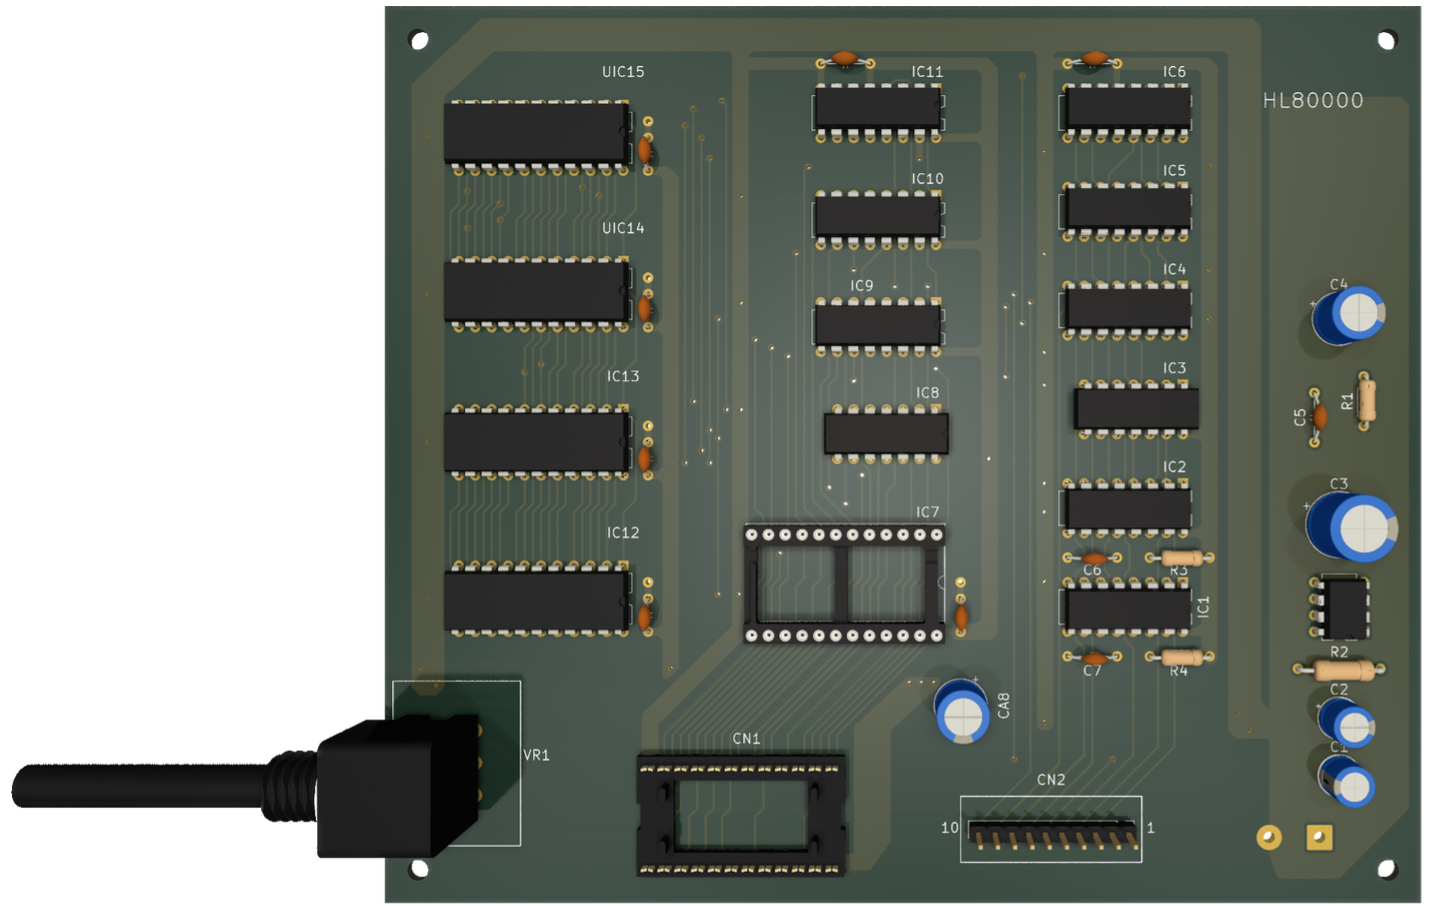 UIC15
IC11
IC6
HL80000
IC10
IC5
UIC14
IC4
IC9
C4
+
IC13
IC3
IC8
R1
C5
IC2
C3
+
IC7
IC12
C6
R3
IC1
R2
C7
R4
+
CA8
C2
+
CN1
C1
VR1
CN2
10
1